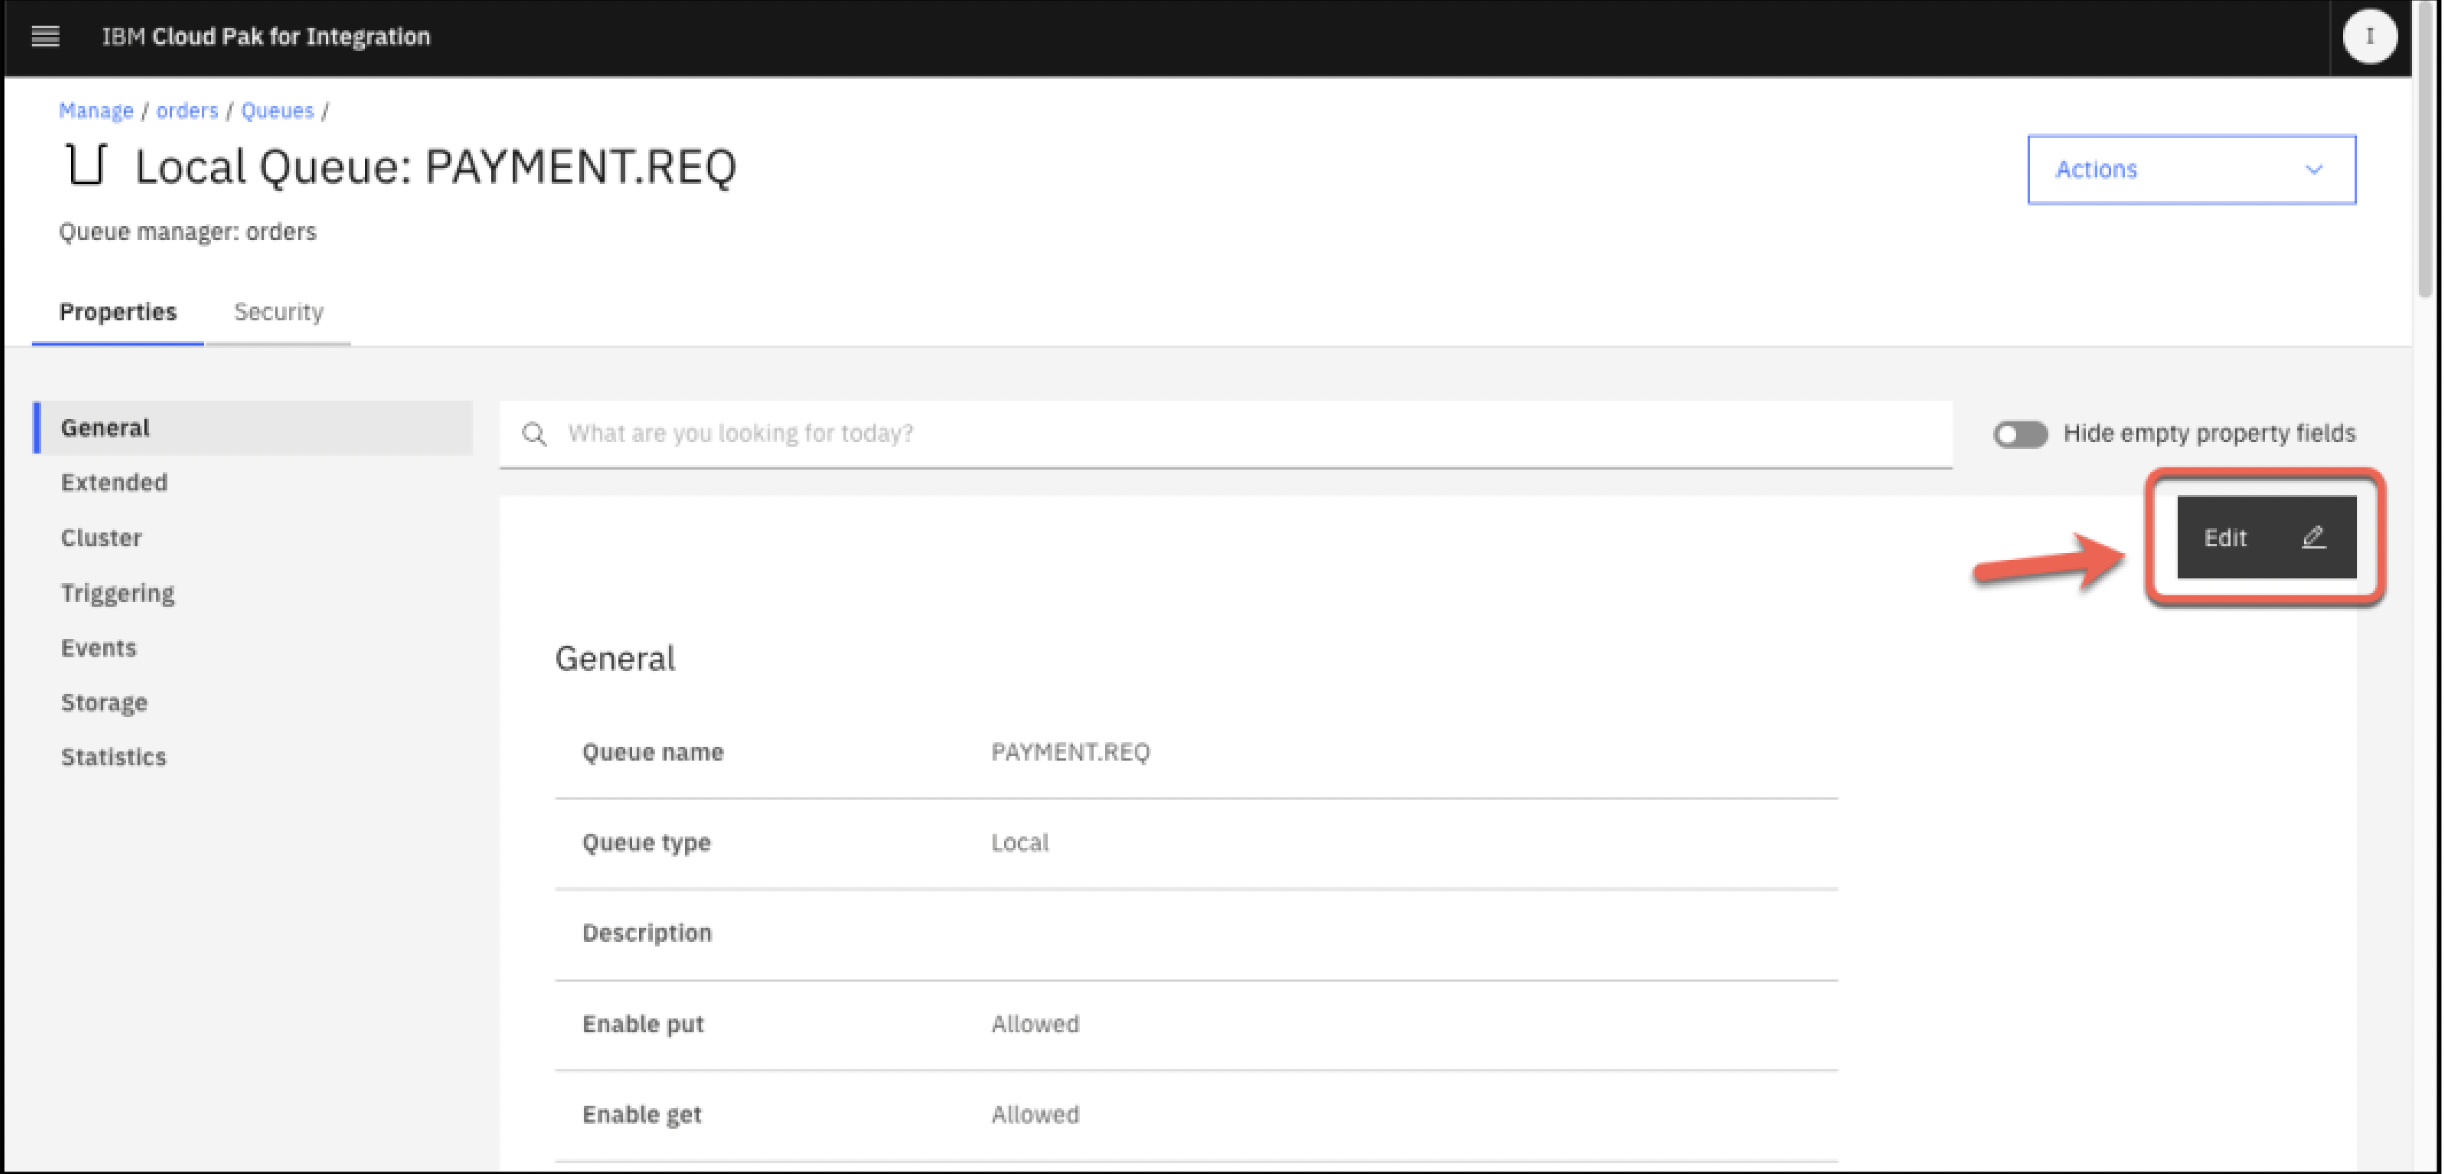 IBM Cloud Pak for Integration
I
Manage / orders / Queues /
Local Queue: PAYMENT.REQ
Actions
Queue manager: orders
Properties
Security
General
Extended
Cluster
Triggering
Events
Storage
Statistics
What are you looking for today?
Hide empty property fields
Edit
General
Queue name PAYMENT.REQ
Queue type Local
Description
Enable put Allowed
Enable get Allowed